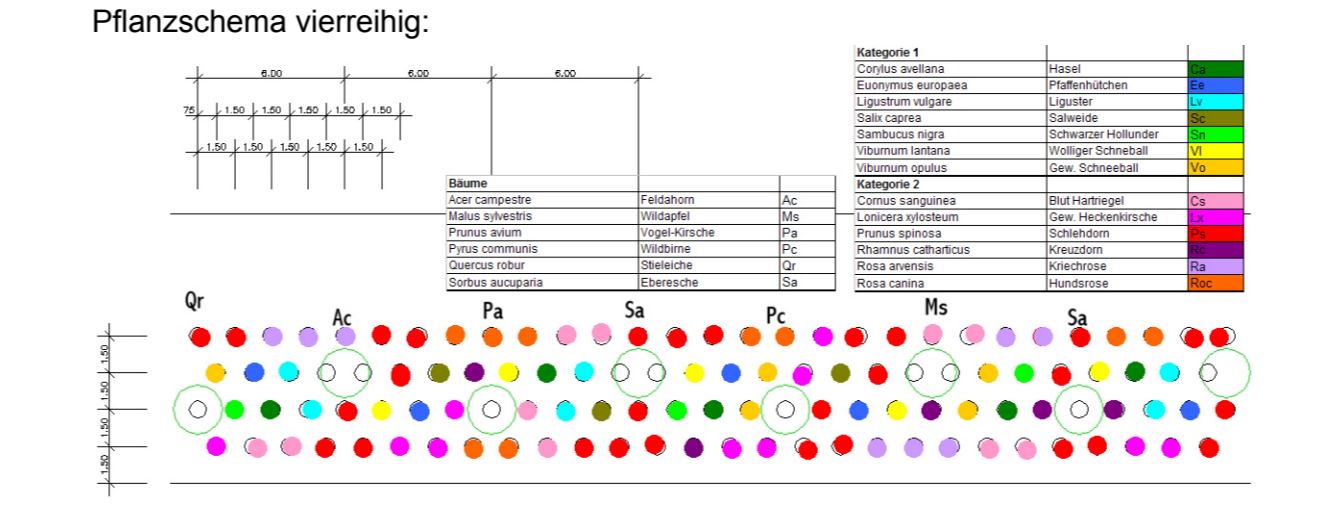 Pflanzschema vierreihig:
6.00 6.00 6.00
75 1.50 1.50 1.50 1.50 1.50
1.50 1.50 1.50 1.50 1.50
Kategorie 1
Corylus avellana Hasel Ca
Euonymus europaea Pfaffenhütchen Ee
Ligustrum vulgare Liguster Lv
Salix caprea Salweide Sc
Sambucus nigra Schwarzer Hollunder Sn
Viburnum lantana Wolliger Schneball Vl
Viburnum opulus Gew. Schneeball Vo
Kategorie 2
Cornus sanguinea Blut Hartriegel Cs
Lonicera xylosteum Gew. Heckenkirsche Lx
Prunus spinosa Schlehdorn Ps
Rhamnus catharticus Kreuzdorn Rc
Rosa arvensis Kriechrose Ra
Rosa canina Hundsrose Roc
Bäume
Acer campestre Feldahorn Ac
Malus sylvestris Wildapfel Ms
Prunus avium Vogel-Kirsche Pa
Pyrus communis Wildbirne Pc
Quercus robur Stieleiche Qr
Sorbus aucuparia Eberesche Sa
Qr Ac Pa Sa Pc Ms Sa
1.50
1.50
1.50
1.50